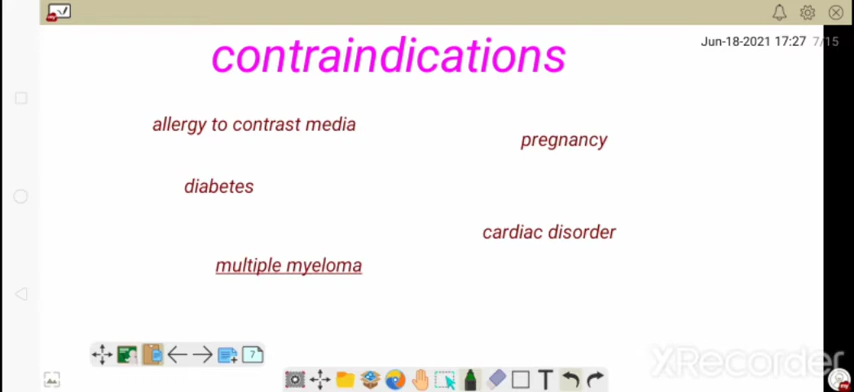 Jun-18-2021 17:27 7/15
contraindications
allergy to contrast media
pregnancy
diabetes
cardiac disorder
multiple myeloma
7
T
XRecorder